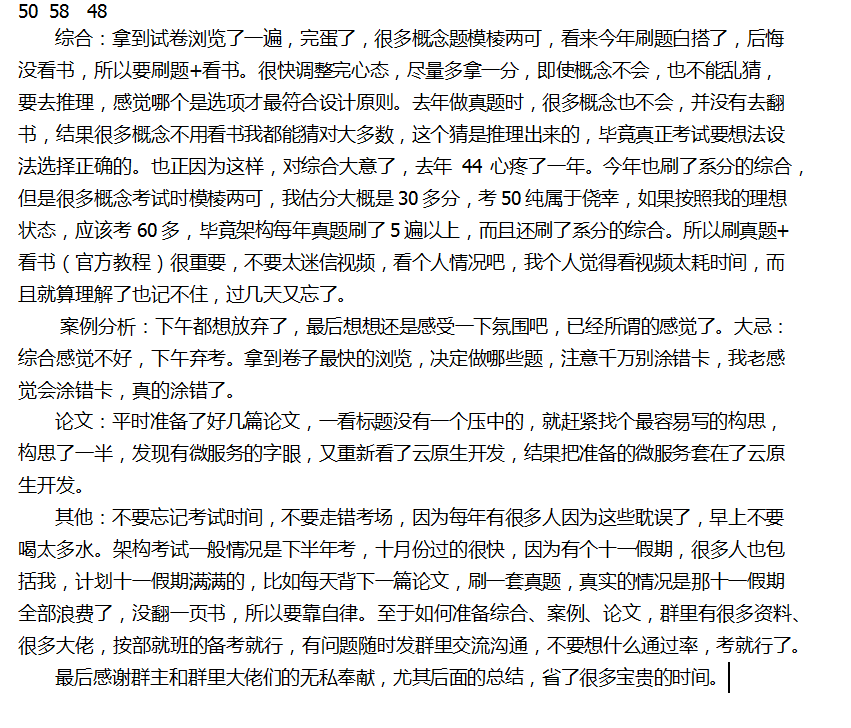 50  58   48
综合：拿到试卷浏览了一遍，完蛋了，很多概念题模棱两可，看来今年刷题白搭了，后悔
没看书，所以要刷题+看书。很快调整完心态，尽量多拿一分，即使概念不会，也不能乱猜，
要去推理，感觉哪个是选项才最符合设计原则。去年做真题时，很多概念也不会，并没有去翻
书，结果很多概念不用看书我都能猜对大多数，这个猜是推理出来的，毕竟真正考试要想法设
法选择正确的。也正因为这样，对综合大意了，去年 44 心疼了一年。今年也刷了系分的综合，
但是很多概念考试时模棱两可，我估分大概是 30 多分，考 50 纯属于侥幸，如果按照我的理想
状态，应该考 60 多，毕竟架构每年真题刷了 5 遍以上，而且还刷了系分的综合。所以刷真题+
看书（官方教程）很重要，不要太迷信视频，看个人情况吧，我个人觉得看视频太耗时间，而
且就算理解了也记不住，过几天又忘了。
案例分析：下午都想放弃了，最后想想还是感受一下氛围吧，已经所谓的感觉了。大忌：
综合感觉不好，下午弃考。拿到卷子最快的浏览，决定做哪些题，注意千万别涂错卡，我老感
觉会涂错卡，真的涂错了。
论文：平时准备了好几篇论文，一看标题没有一个压中的，就赶紧找个最容易写的构思，
构思了一半，发现有微服务的字眼，又重新看了云原生开发，结果把准备的微服务套在了云原
生开发。
其他：不要忘记考试时间，不要走错考场，因为每年有很多人因为这些耽误了，早上不要
喝太多水。架构考试一般情况是下半年考，十月份过的很快，因为有个十一假期，很多人也包
括我，计划十一假期满满的，比如每天背下一篇论文，刷一套真题，真实的情况是那十一假期
全部浪费了，没翻一页书，所以要靠自律。至于如何准备综合、案例、论文，群里有很多资料、
很多大佬，按部就班的备考就行，有问题随时发群里交流沟通，不要想什么通过率，考就行了。
最后感谢群主和群里大佬们的无私奉献，尤其后面的总结，省了很多宝贵的时间。